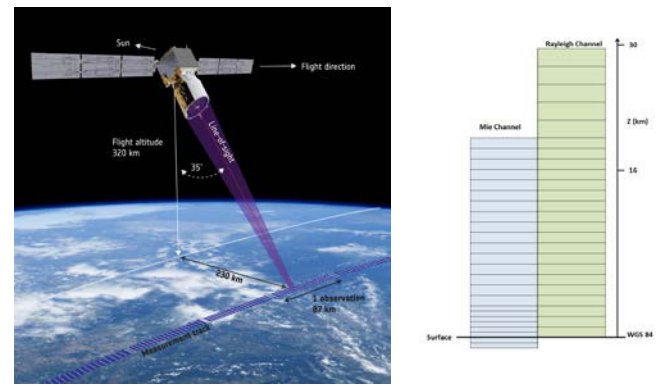 Sun
Flight direction
Flight altitude
320 km
35°
Line-of-sight
230 km
1 observation
87 km
Measurement track
Rayleigh Channel
30
Mie Channel
Z (km)
16
Surface
WGS 84